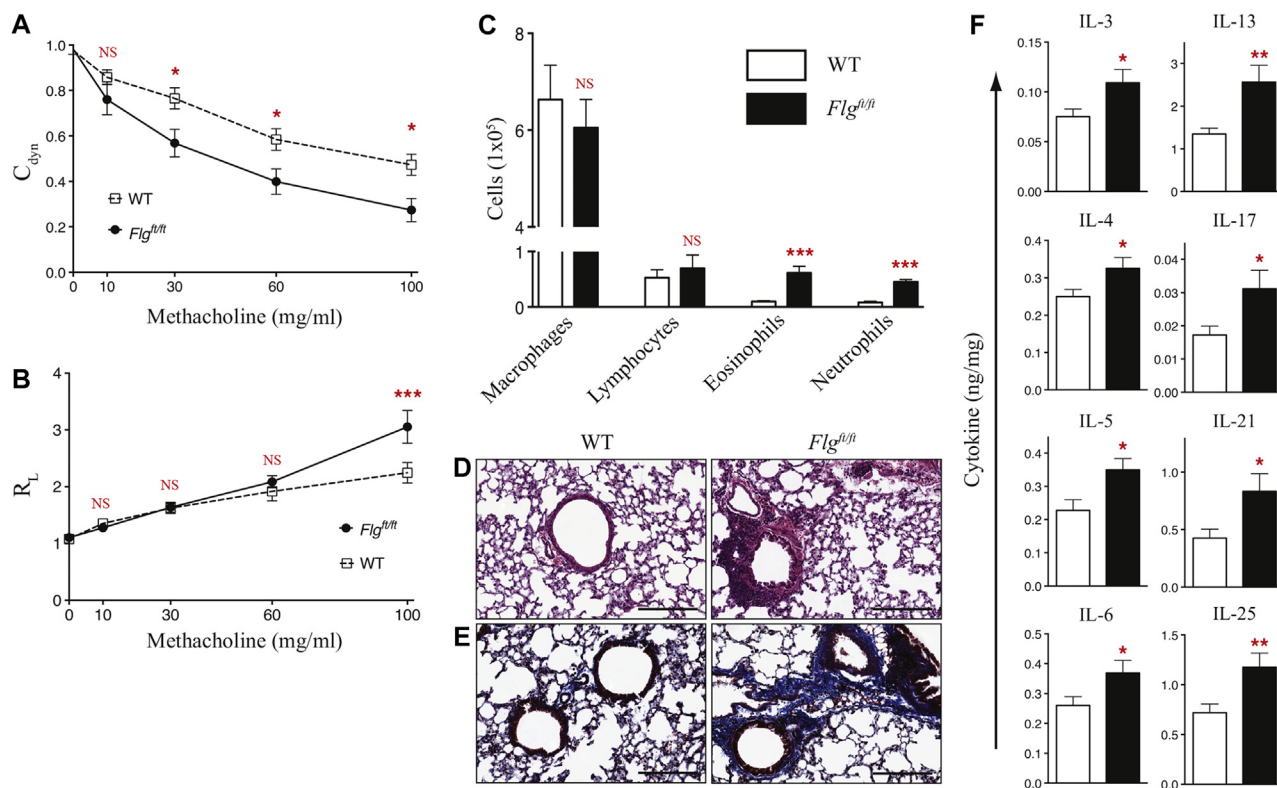 A
1.0
0.8
0.6
0.4
0.2
0
NS
*
*
*
C_dyn
WT
Flg^ft/ft
0 10 30 60 100
Methacholine (mg/ml)
B
4
3
2
1
0
NS
NS
NS
***
R_L
Flg^ft/ft
WT
0 10 30 60 100
Methacholine (mg/ml)
C
8
6
4
1
0
Cells (1x0⁵)
NS
NS
***
***
WT
Flg^ft/ft
Macrophages
Lymphocytes
Eosinophils
Neutrophils
WT Flg^ft/ft
D
E
F
Cytokine (ng/mg)
IL-3
0.15
0.10
0.05
0.00
*
IL-13
3
2
1
0
**
IL-4
0.4
0.3
0.2
0.1
0.0
*
IL-17
0.04
0.03
0.02
0.01
0.00
*
IL-5
0.4
0.3
0.2
0.1
0.0
*
IL-21
1.0
0.5
0.0
*
IL-6
0.5
0.4
0.3
0.2
0.1
0.0
*
IL-25
1.5
1.0
0.5
0.0
**